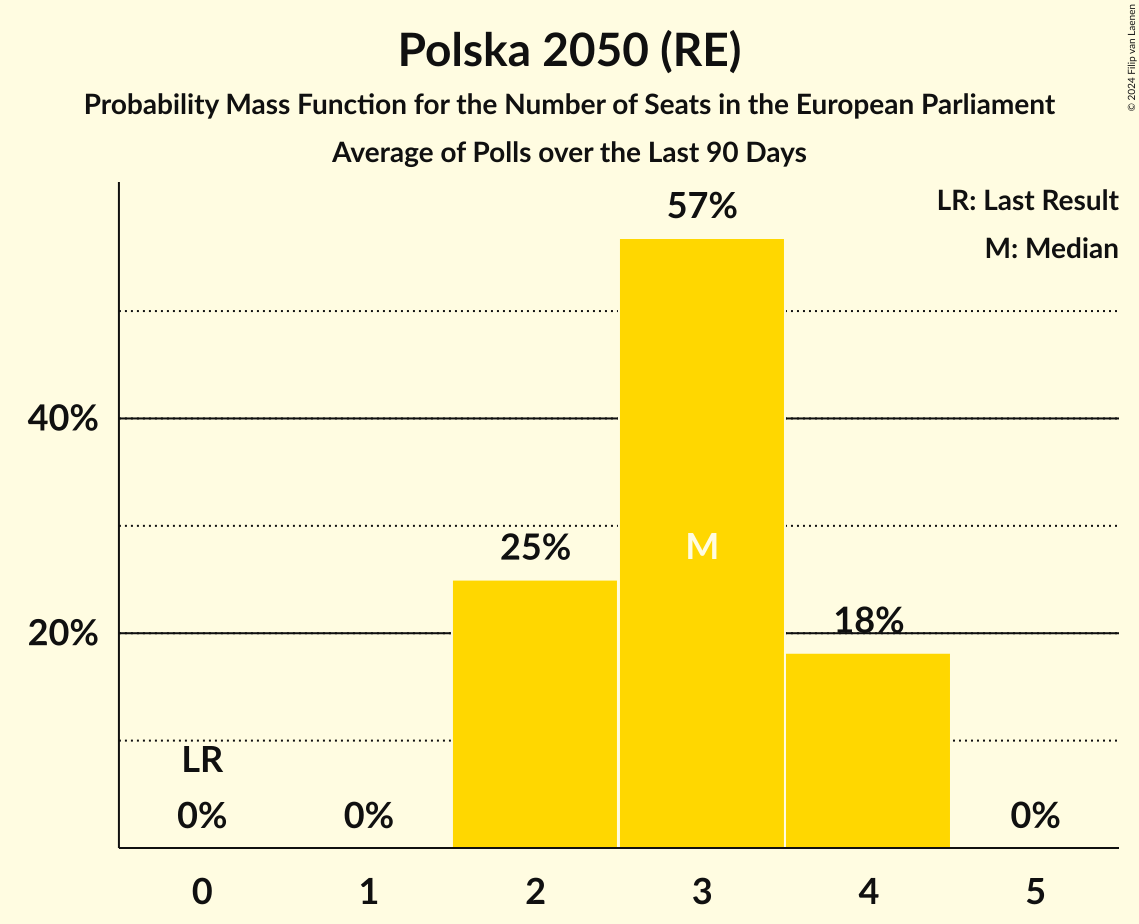 Polska 2050 (RE)
Probability Mass Function for the Number of Seats in the European Parliament
Average of Polls over the Last 90 Days
© 2024 Filip van Laenen
LR: Last Result
M: Median
57%
40%
25%
M
18%
20%
LR
0%
0%
0%
0
1
2
3
4
5